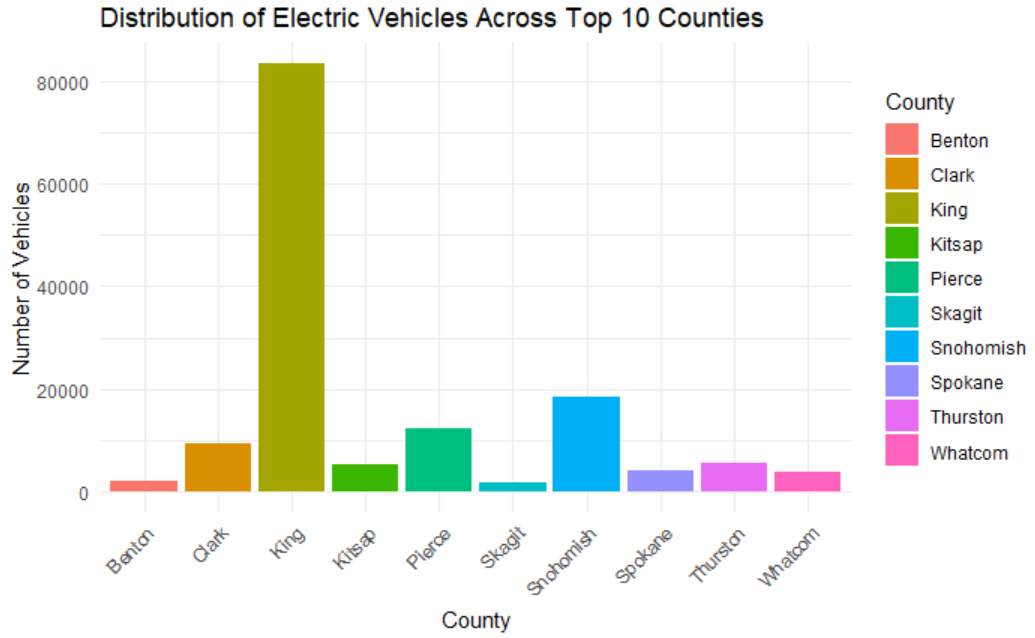 Distribution of Electric Vehicles Across Top 10 Counties
80000
60000
40000
20000
0
Number of Vehicles
Benton
Clark
King
Kitsap
Pierce
Skagit
Snohomish
Spokane
Thurston
Whatcom
County
County
Benton
Clark
King
Kitsap
Pierce
Skagit
Snohomish
Spokane
Thurston
Whatcom